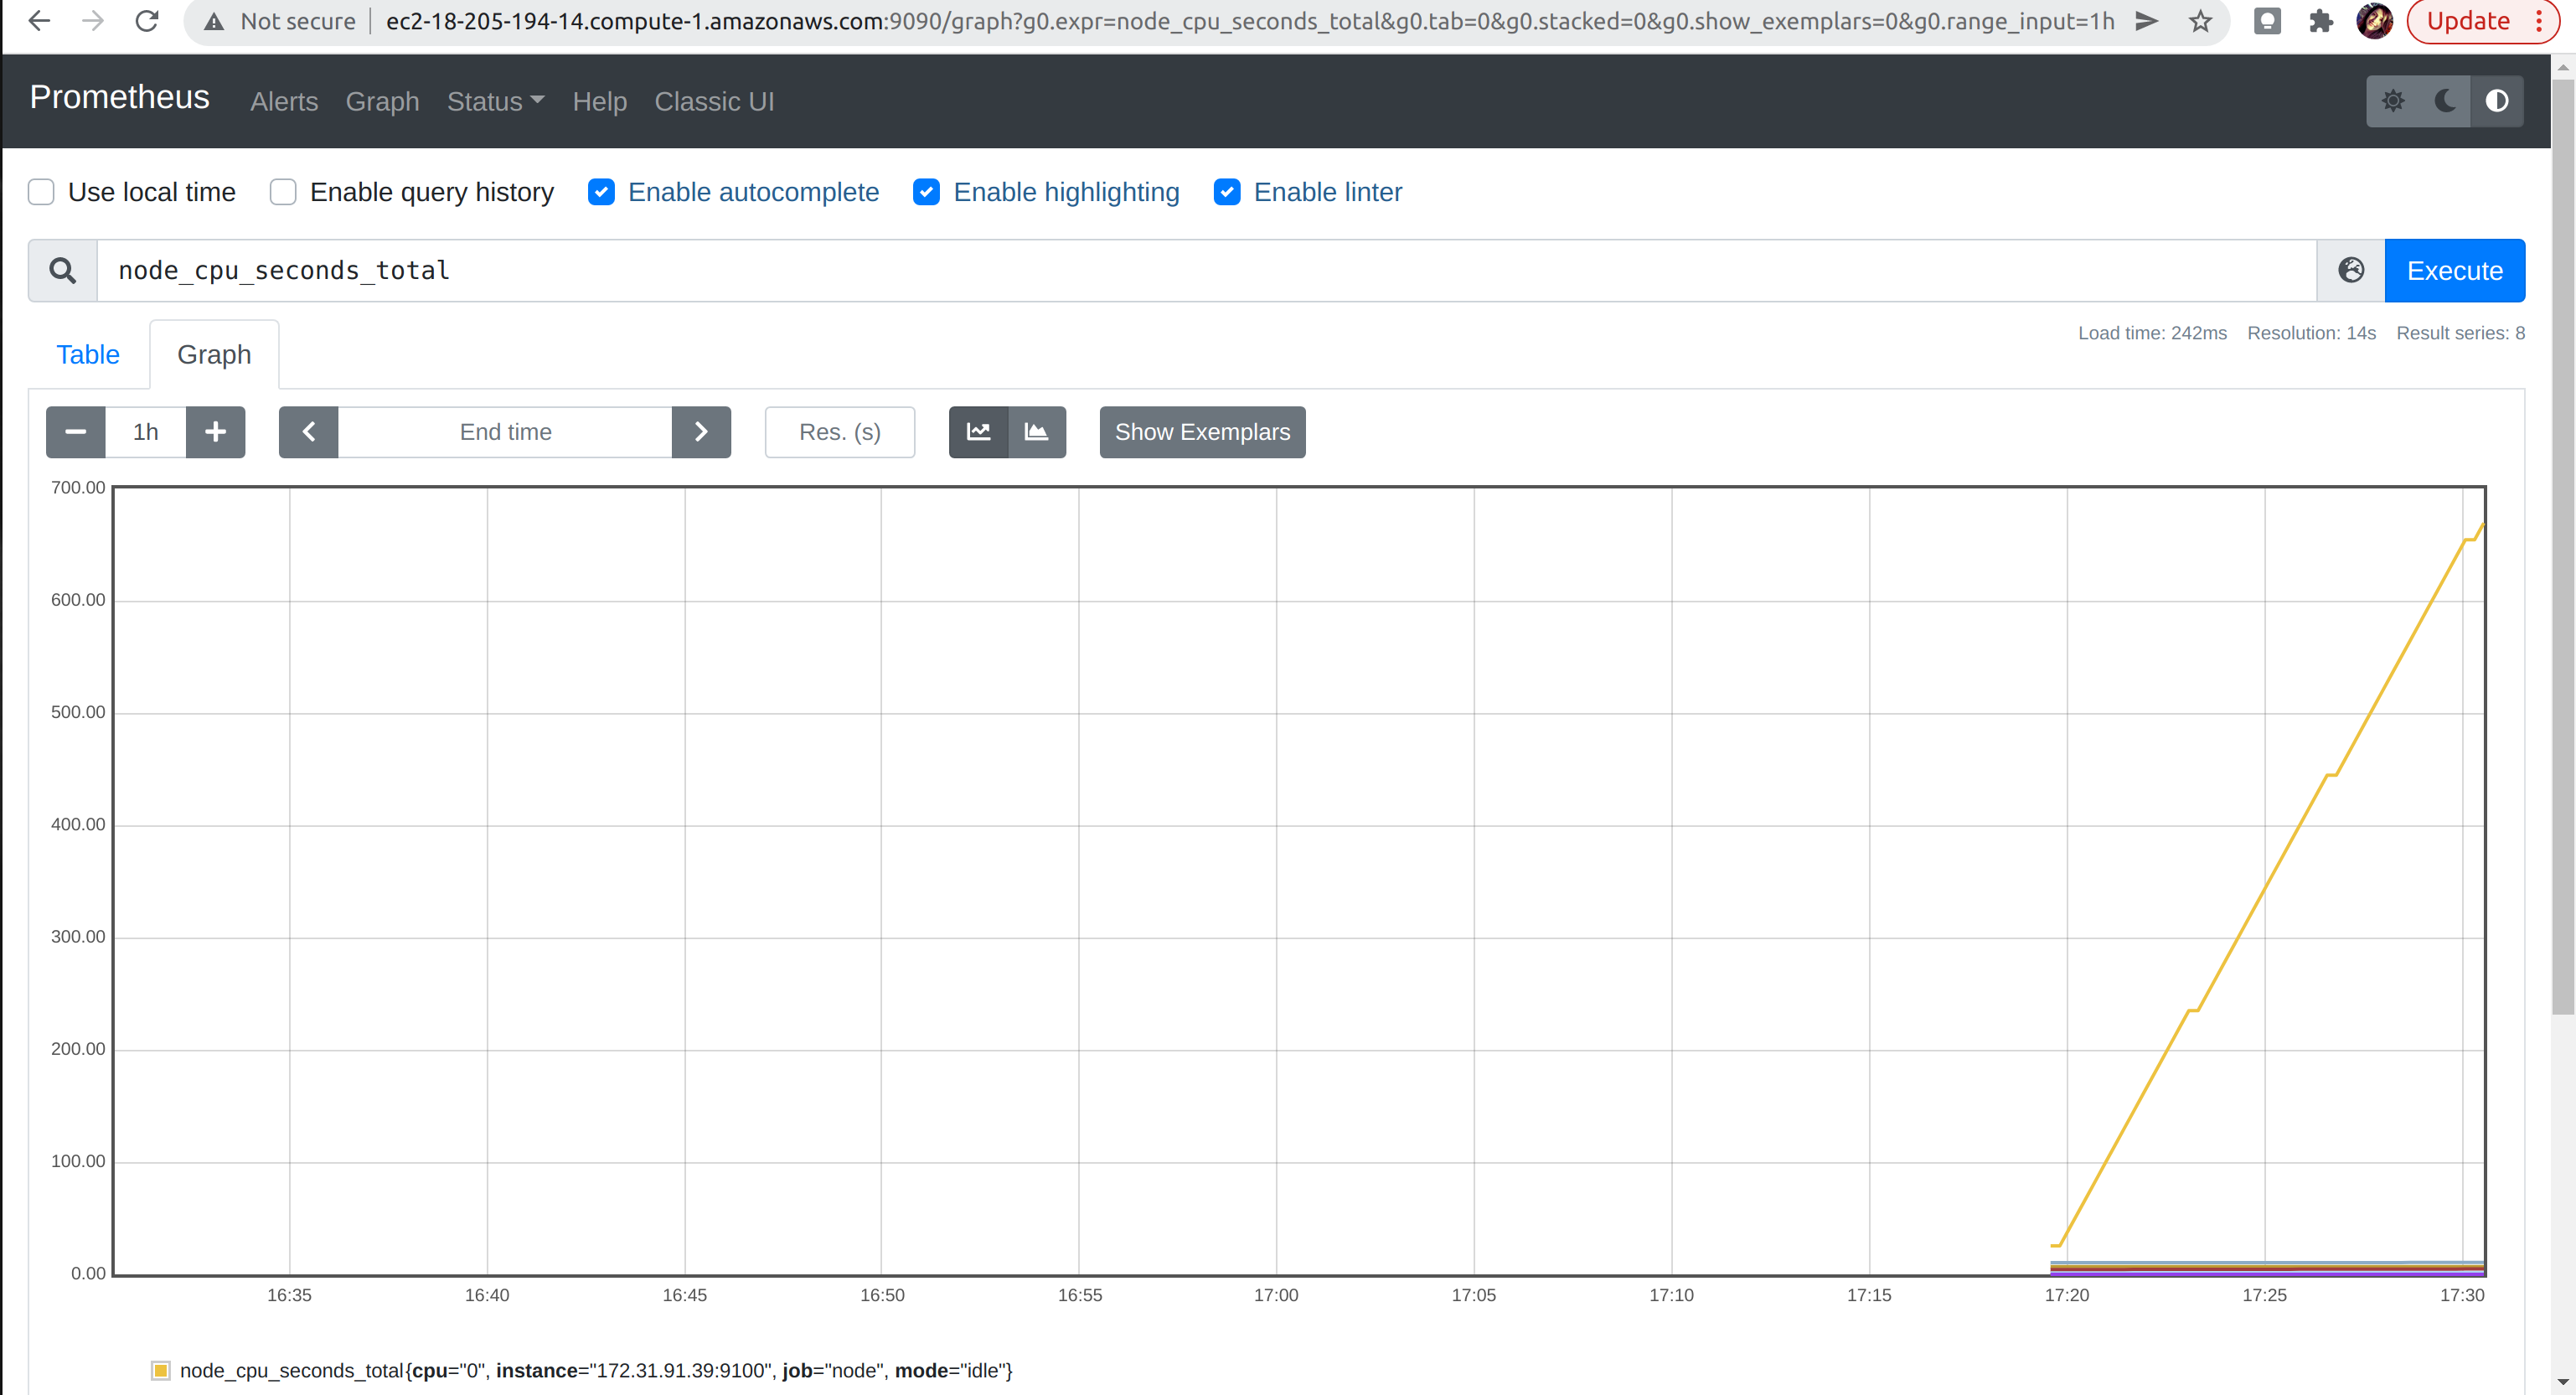 Not secure ec2-18-205-194-14.compute-1.amazonaws.com:9090/graph?g0.expr=node_cpu_seconds_total&g0.tab=0&g0.stacked=0&g0.show_exemplars=0&g0.range_input=1h Update
Prometheus Alerts Graph Status Help Classic UI
Use local time Enable query history Enable autocomplete Enable highlighting Enable linter
node_cpu_seconds_total Execute
Load time: 242ms Resolution: 14s Result series: 8
Table Graph
1h End time Res. (s) Show Exemplars
700.00
600.00
500.00
400.00
300.00
200.00
100.00
0.00
16:35 16:40 16:45 16:50 16:55 17:00 17:05 17:10 17:15 17:20 17:25 17:30
node_cpu_seconds_total{cpu="0", instance="172.31.91.39:9100", job="node", mode="idle"}